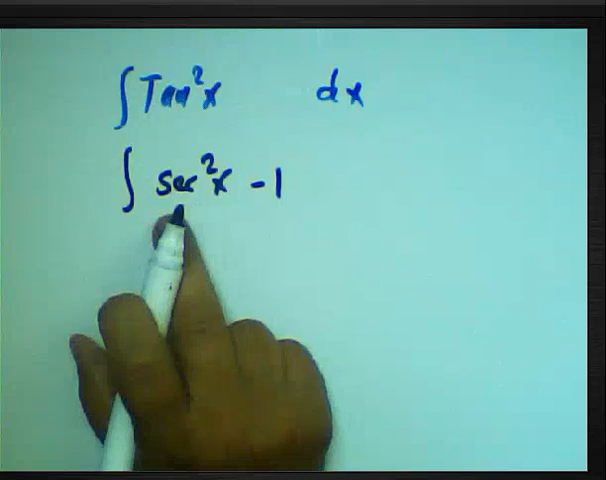 ∫ Tan²x dx
∫ sec²x -1